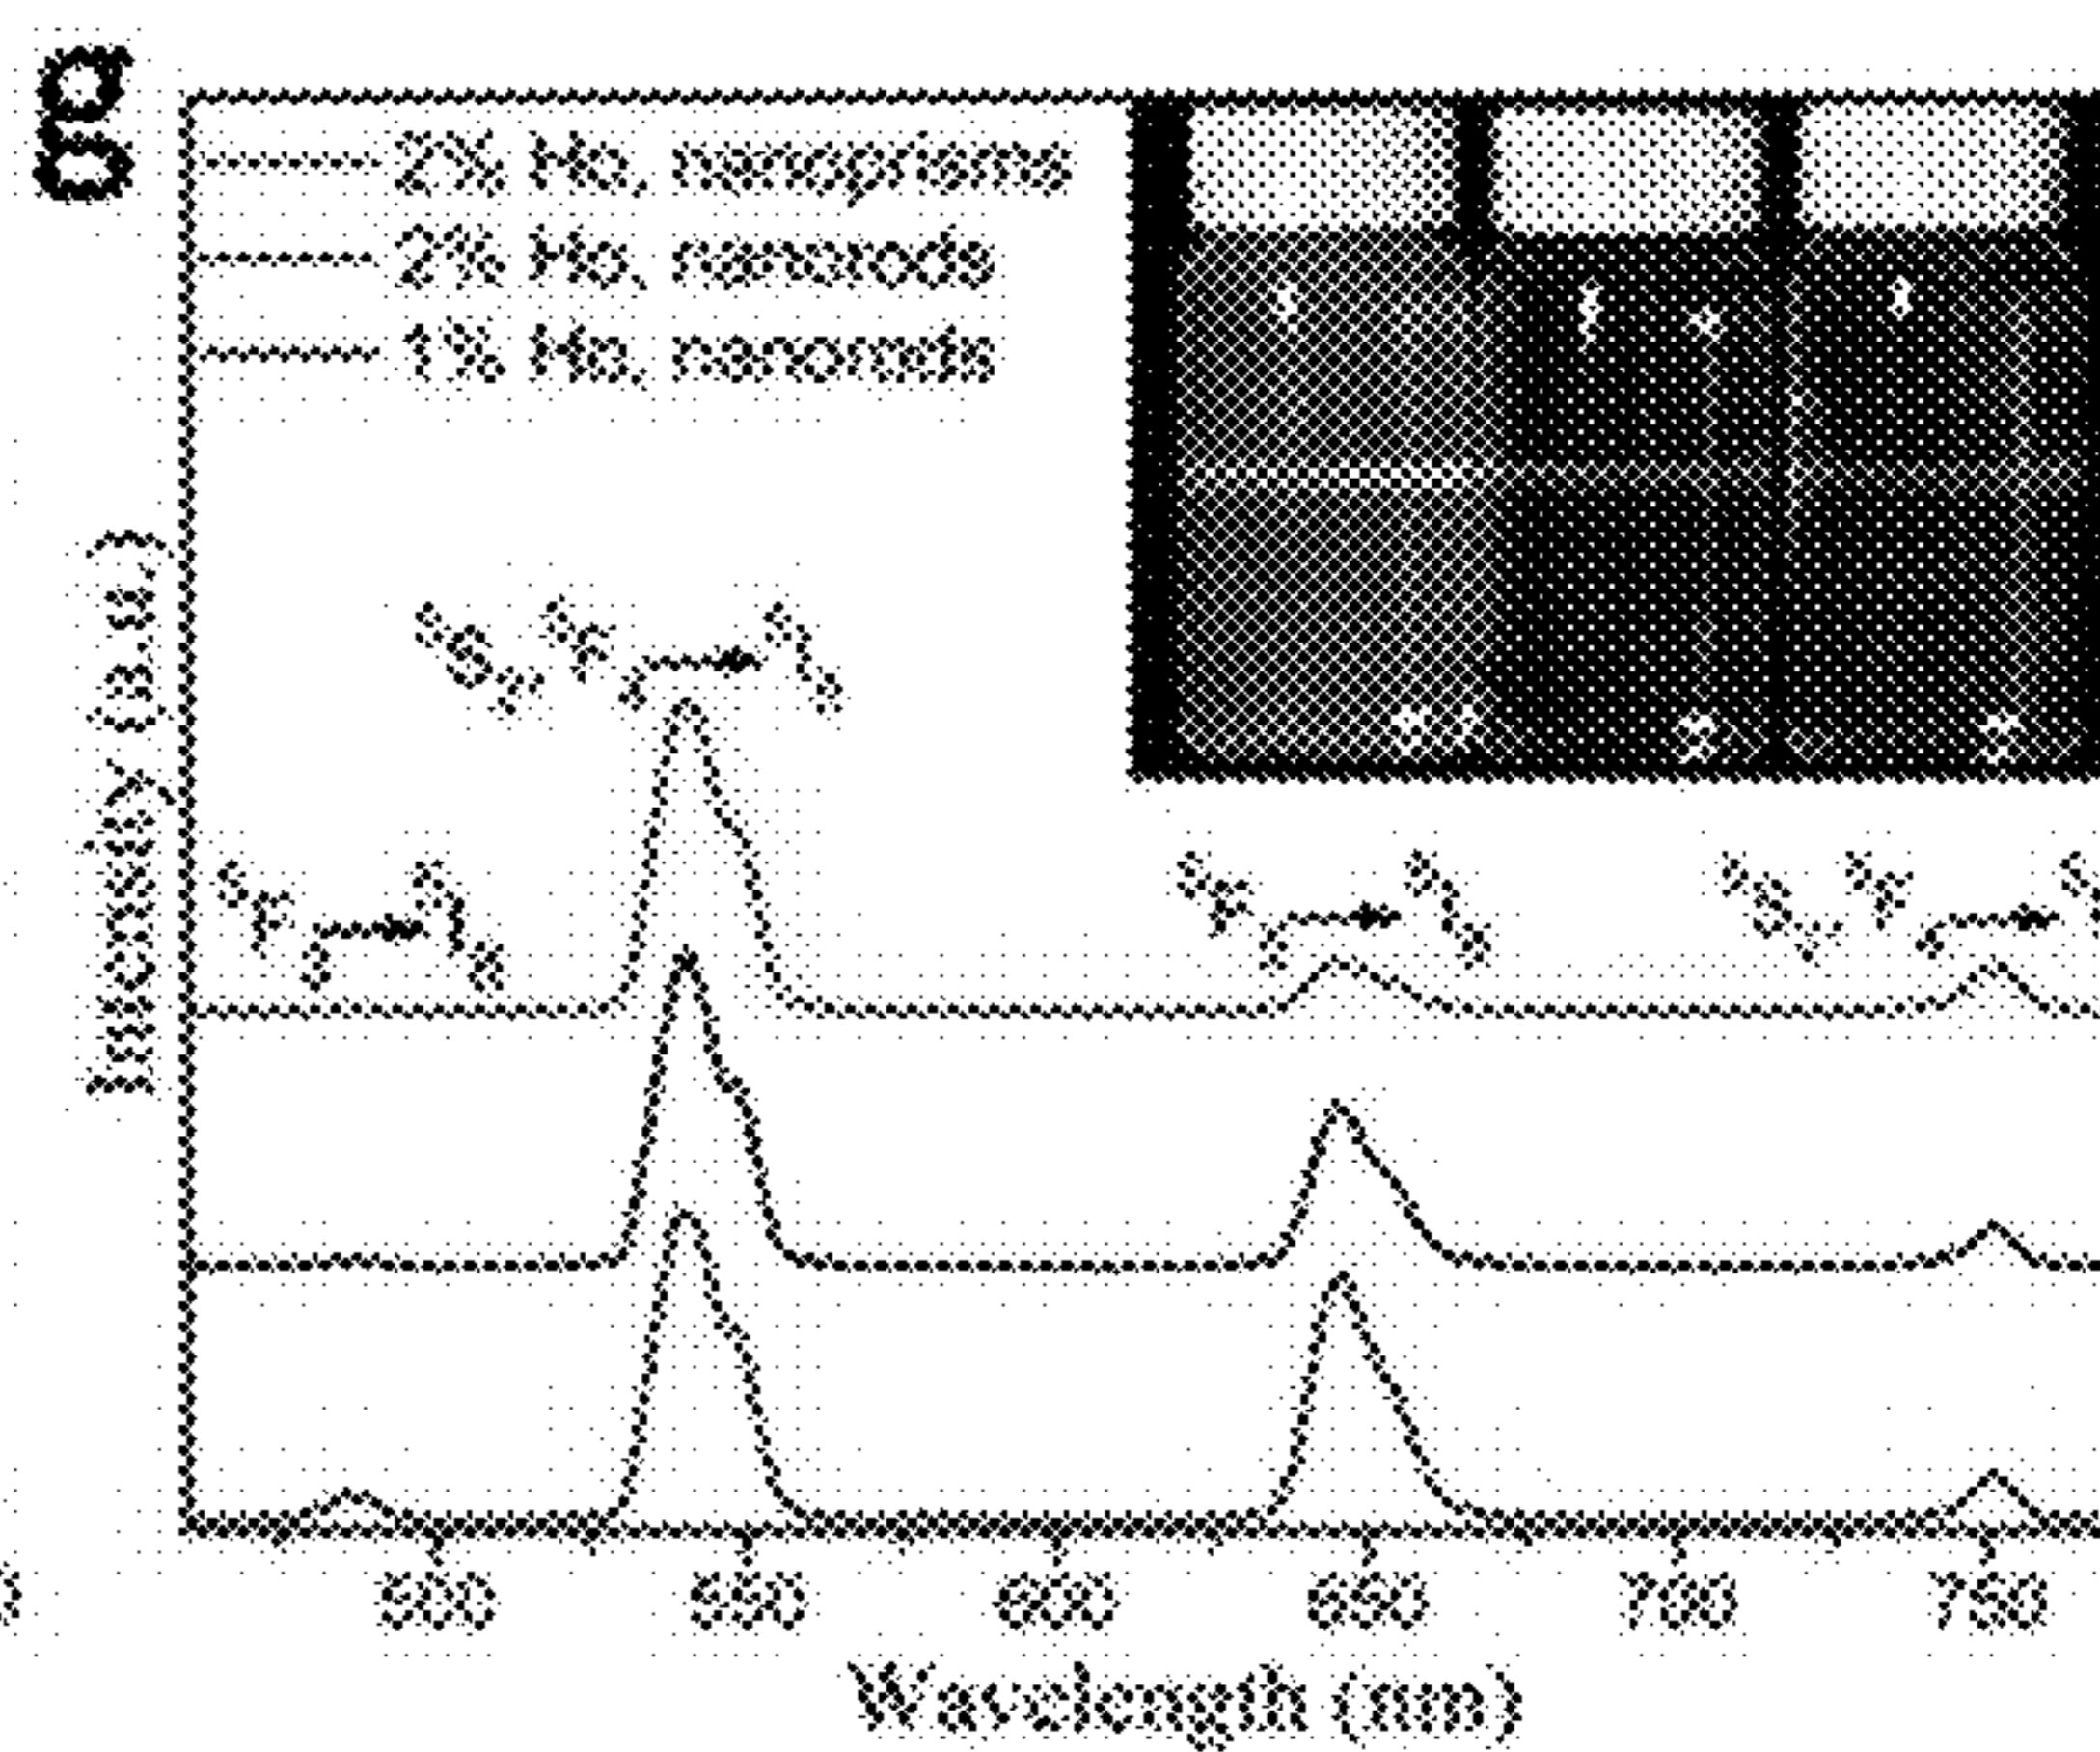 g
2% Ho, nanoprisms
2% Ho, nanorods
1% Ho, nanorods
Intensity (a.u.)
⁵S₂ ⁵F₄ → ⁵I₈
⁵F₃ → ⁵I₈
⁵F₅ → ⁵I₈
500 550 600 650 700 750
Wavelength (nm)